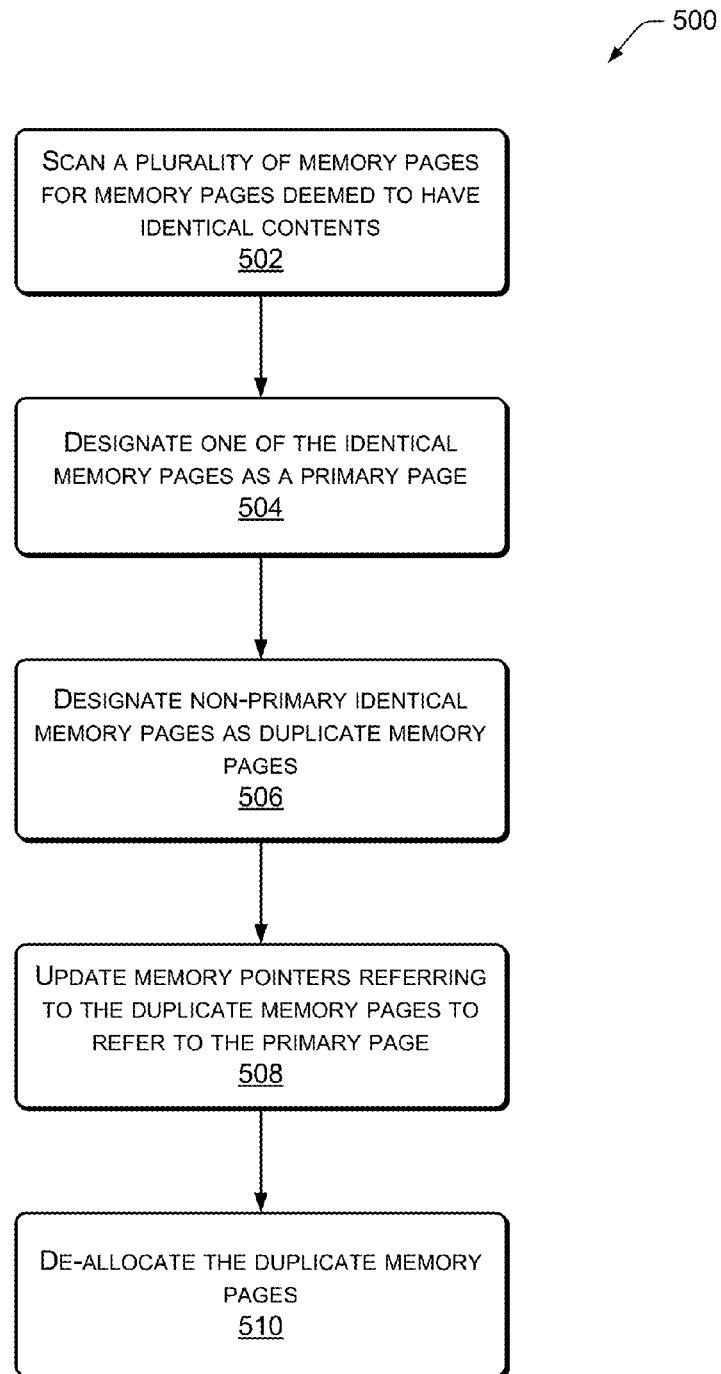 500
SCAN A PLURALITY OF MEMORY PAGES
FOR MEMORY PAGES DEEMED TO HAVE
IDENTICAL CONTENTS
502
DESIGNATE ONE OF THE IDENTICAL
MEMORY PAGES AS A PRIMARY PAGE
504
DESIGNATE NON-PRIMARY IDENTICAL
MEMORY PAGES AS DUPLICATE MEMORY
PAGES
506
UPDATE MEMORY POINTERS REFERRING
TO THE DUPLICATE MEMORY PAGES TO
REFER TO THE PRIMARY PAGE
508
DE-ALLOCATE THE DUPLICATE MEMORY
PAGES
510